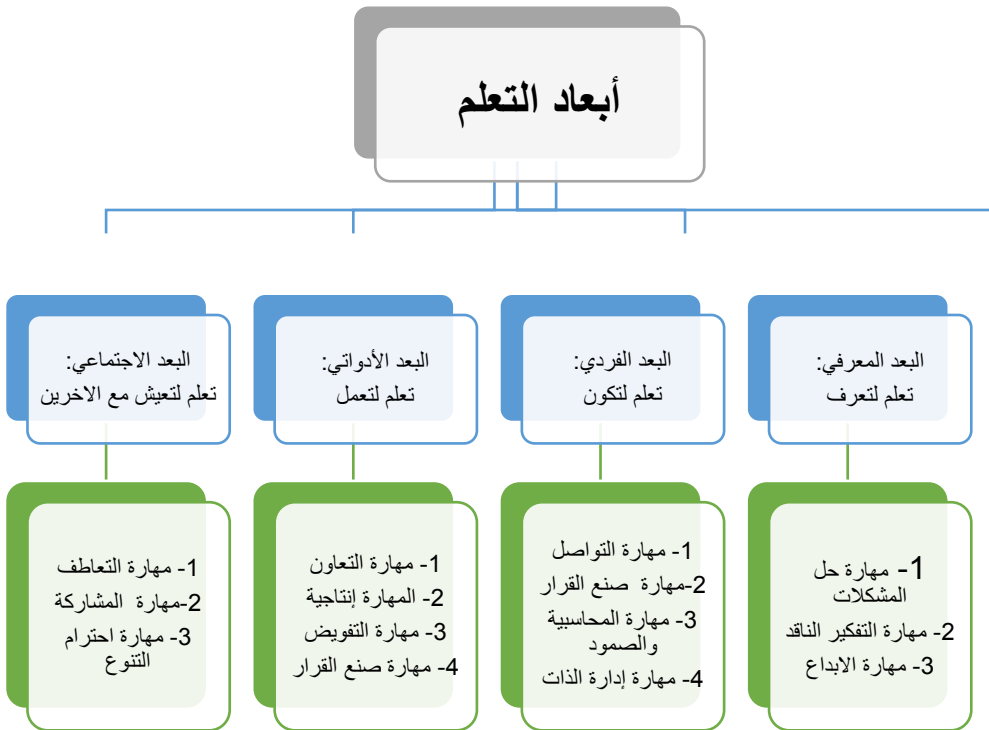 أبعاد التعلم
البعد المعرفي:
تعلم لتعرف
البعد الفردي:
تعلم لتكون
البعد الأدواتي:
تعلم لتعمل
البعد الاجتماعي:
تعلم لتعيش مع الاخرين
1- مهارة حل
المشكلات
2- مهارة التفكير الناقد
3- مهارة الابداع
1- مهارة التواصل
2-مهارة صنع القرار
3- مهارة المحاسبية
والصمود
4- مهارة إدارة الذات
1- مهارة التعاون
2- المهارة إنتاجية
3- مهارة التفويض
4- مهارة صنع القرار
1- مهارة التعاطف
2-مهارة المشاركة
3- مهارة احترام
التنوع